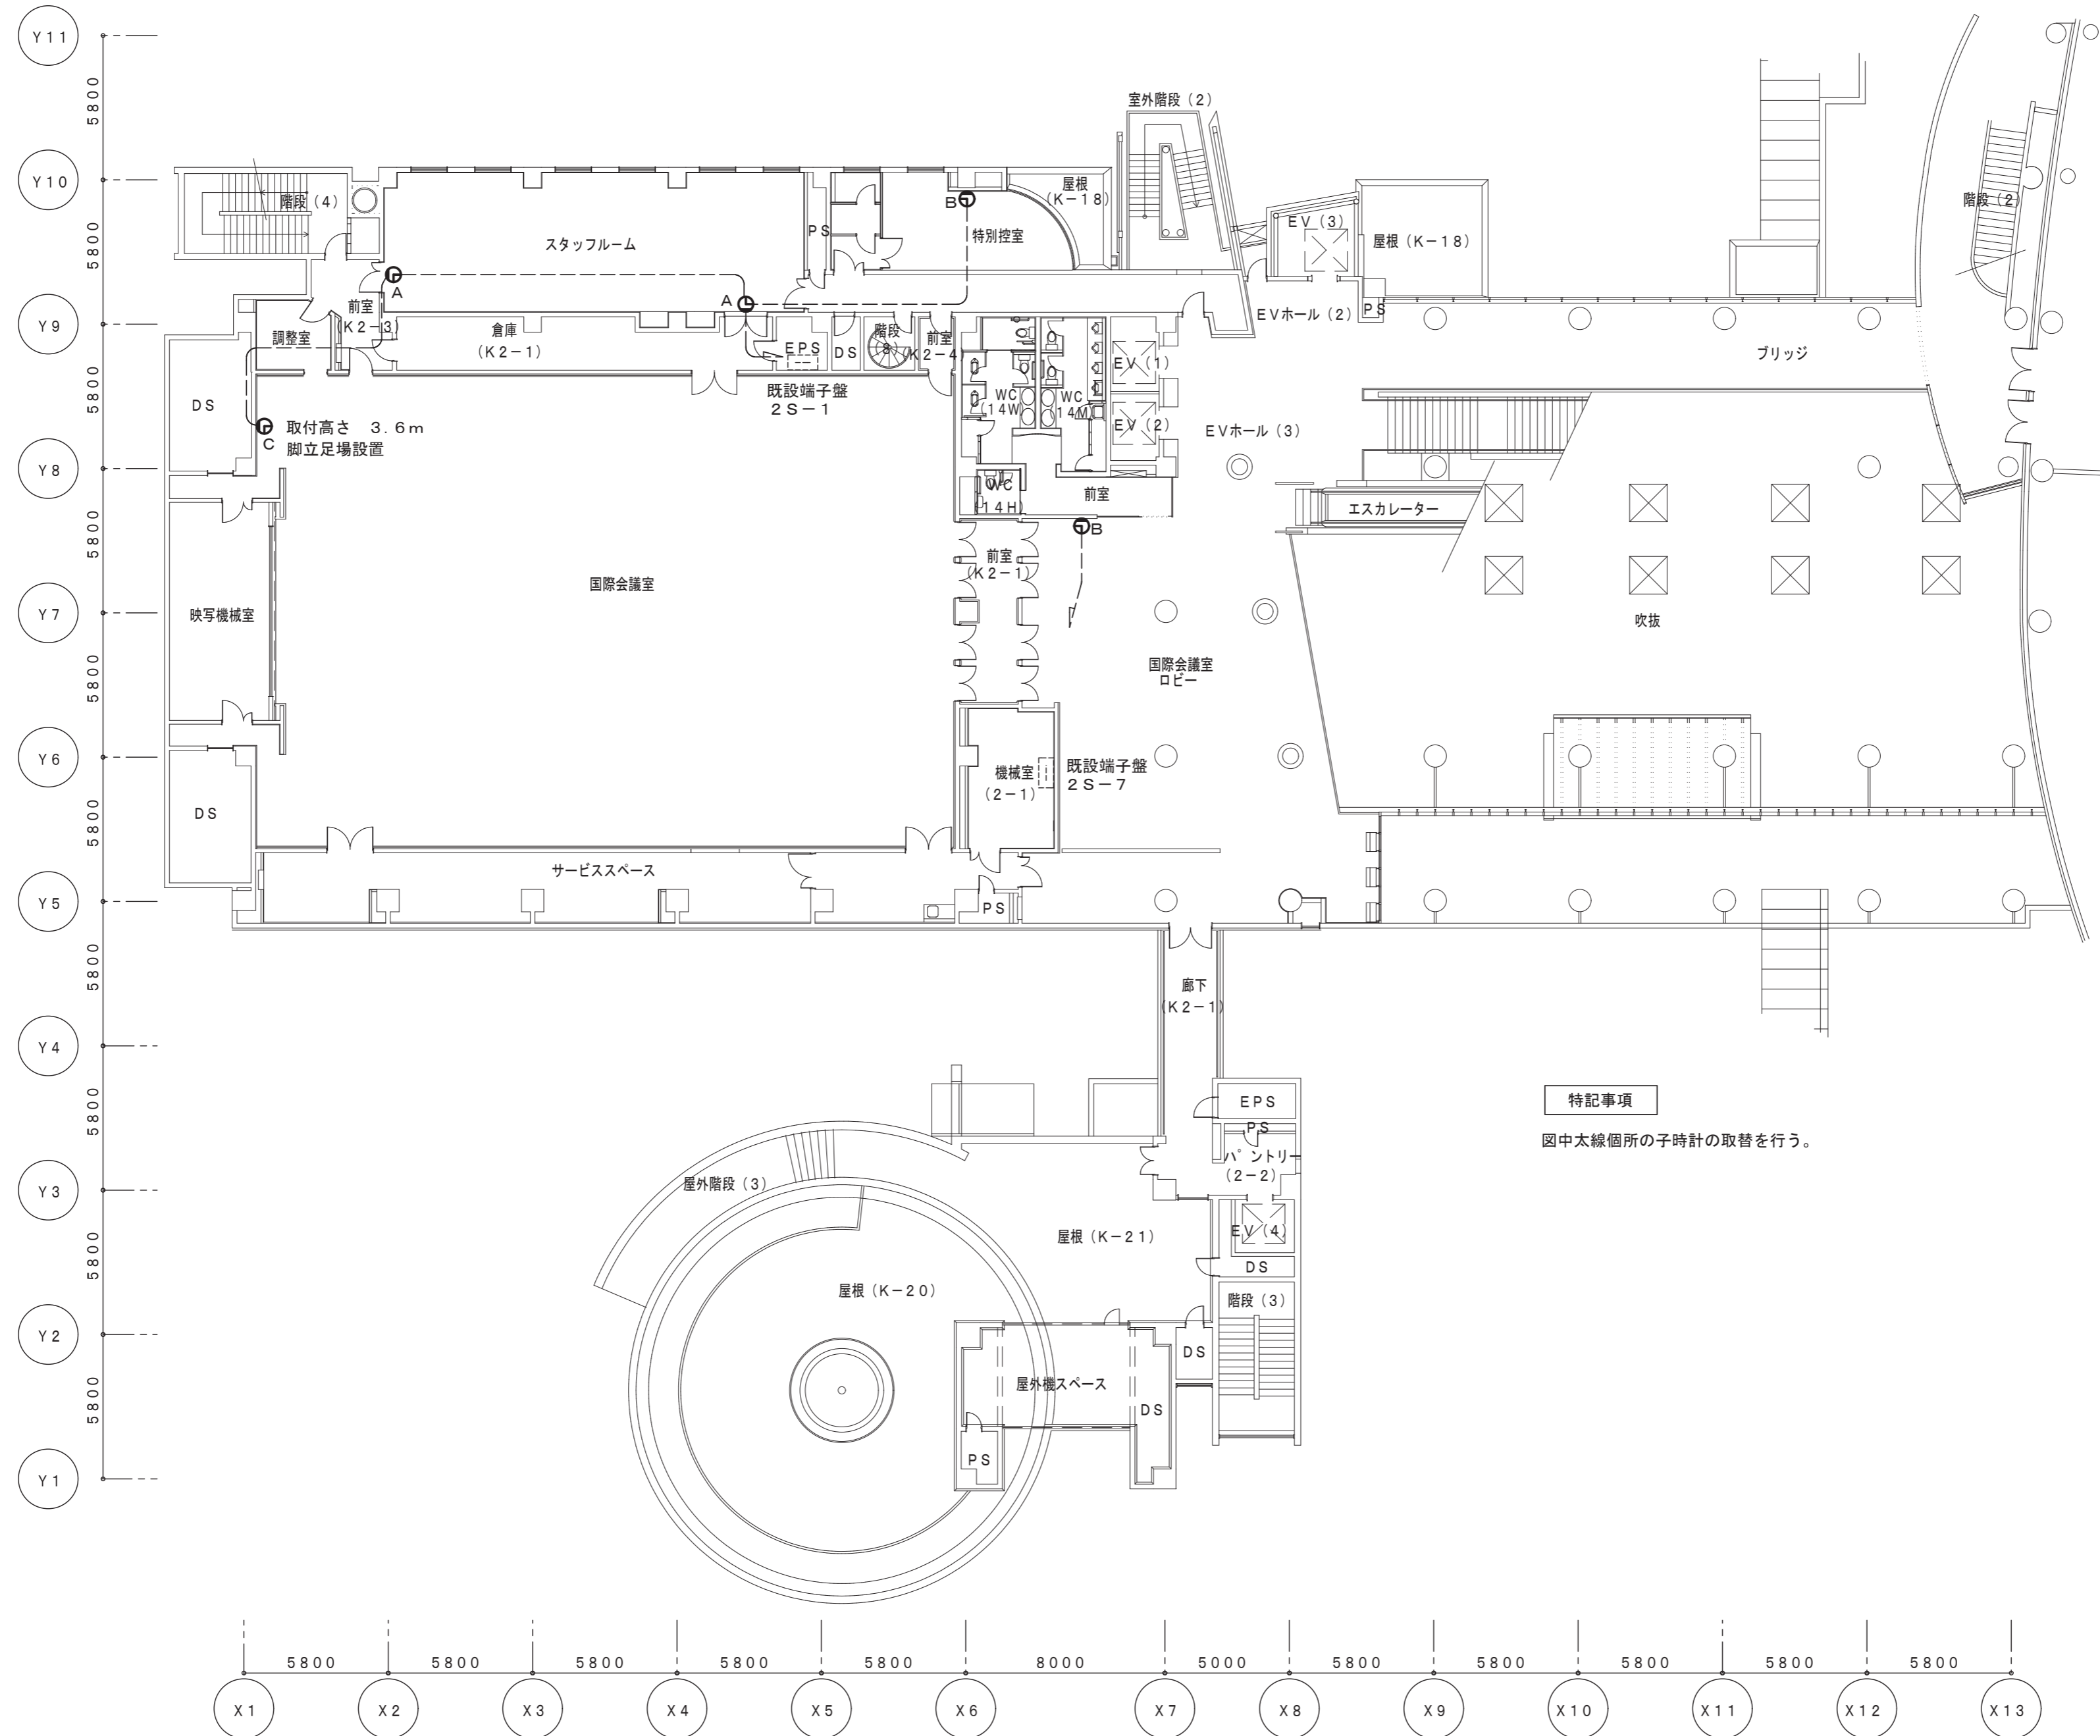 Y11
5800
Y10
5800
Y9
5800
Y8
5800
Y7
5800
Y6
5800
Y5
5800
Y4
5800
Y3
5800
Y2
5800
Y1
室外階段（2）
階段（4）
スタッフルーム
PS
B
特別控室
屋根
（K－18）
EV（3）
屋根（K－18）
階段（2
A
A
前室
（K2－3）
調整室
倉庫
（K2－1）
EPS
DS
階段
8
前室
（K2－4）
EVホール（2）
PS
ブリッジ
EV（1）
EV（2）
WC
（14W）
WC
（14M）
EVホール（3）
既設端子盤
2S－1
DS
C
取付高さ　3．6m
脚立足場設置
WC
（14H）
前室
B
エスカレーター
前室
（K2－1）
国際会議室
映写機械室
吹抜
国際会議室
ロビー
機械室
（2－1）
既設端子盤
2S－7
DS
サービススペース
PS
廊下
（K2－1）
EPS
PS
パントリー
（2－2）
特記事項
図中太線個所の子時計の取替を行う。
屋外階段（3）
屋根（K－21）
EV（4）
DS
屋根（K－20）
階段（3）
DS
屋外機スペース
DS
PS
5800
5800
5800
5800
5800
8000
5000
5800
5800
5800
5800
5800
X1
X2
X3
X4
X5
X6
X7
X8
X9
X10
X11
X12
X13